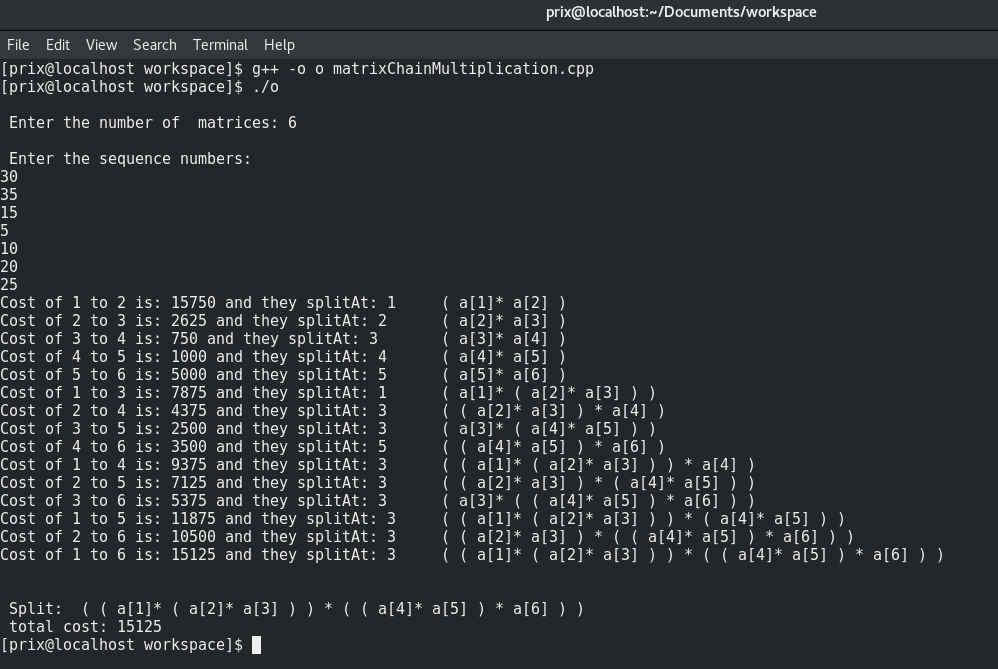 prix@localhost:~/Documents/workspace
File Edit View Search Terminal Help
[prix@localhost workspace]$ g++ -o o matrixChainMultiplication.cpp
[prix@localhost workspace]$ ./o
Enter the number of  matrices: 6
Enter the sequence numbers:
30
35
15
5
10
20
25
Cost of 1 to 2 is: 15750 and they splitAt: 1     ( a[1]* a[2] )
Cost of 2 to 3 is: 2625 and they splitAt: 2      ( a[2]* a[3] )
Cost of 3 to 4 is: 750 and they splitAt: 3       ( a[3]* a[4] )
Cost of 4 to 5 is: 1000 and they splitAt: 4      ( a[4]* a[5] )
Cost of 5 to 6 is: 5000 and they splitAt: 5      ( a[5]* a[6] )
Cost of 1 to 3 is: 7875 and they splitAt: 1      ( a[1]* ( a[2]* a[3] ) )
Cost of 2 to 4 is: 4375 and they splitAt: 3      ( ( a[2]* a[3] ) * a[4] )
Cost of 3 to 5 is: 2500 and they splitAt: 3      ( a[3]* ( a[4]* a[5] ) )
Cost of 4 to 6 is: 3500 and they splitAt: 5      ( ( a[4]* a[5] ) * a[6] )
Cost of 1 to 4 is: 9375 and they splitAt: 3      ( ( a[1]* ( a[2]* a[3] ) ) * a[4] )
Cost of 2 to 5 is: 7125 and they splitAt: 3      ( ( a[2]* a[3] ) * ( a[4]* a[5] ) )
Cost of 3 to 6 is: 5375 and they splitAt: 3      ( a[3]* ( ( a[4]* a[5] ) * a[6] ) )
Cost of 1 to 5 is: 11875 and they splitAt: 3     ( ( a[1]* ( a[2]* a[3] ) ) * ( a[4]* a[5] ) )
Cost of 2 to 6 is: 10500 and they splitAt: 3     ( ( a[2]* a[3] ) * ( ( a[4]* a[5] ) * a[6] ) )
Cost of 1 to 6 is: 15125 and they splitAt: 3     ( ( a[1]* ( a[2]* a[3] ) ) * ( ( a[4]* a[5] ) * a[6] ) )
Split:  ( ( a[1]* ( a[2]* a[3] ) ) * ( ( a[4]* a[5] ) * a[6] ) )
total cost: 15125
[prix@localhost workspace]$